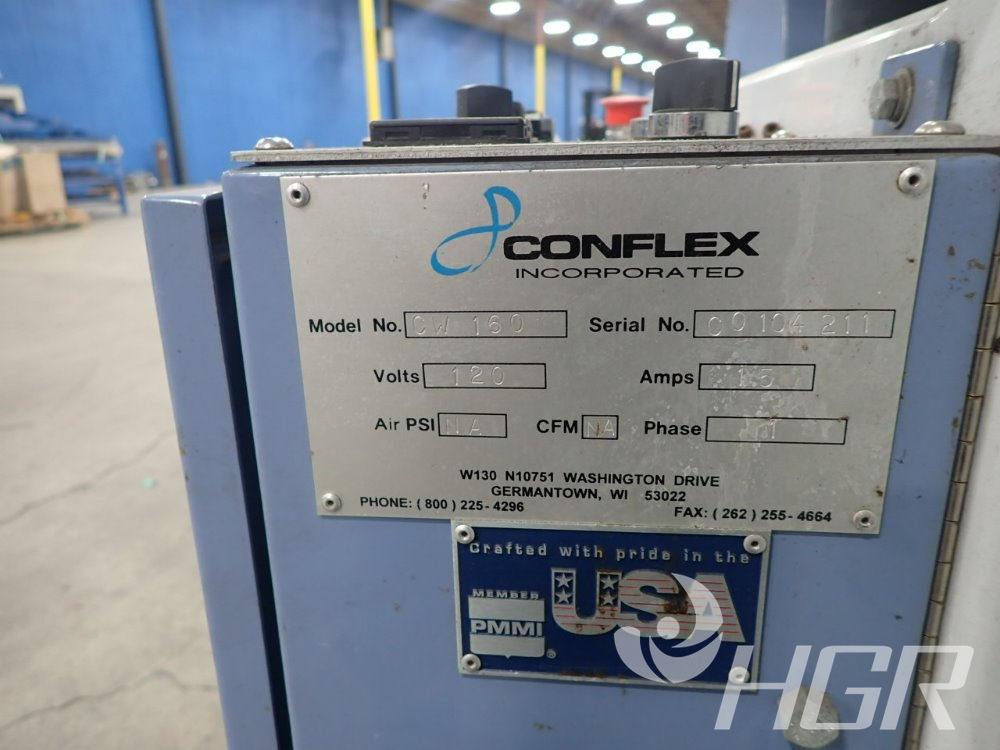 CONFLEX
INCORPORATED
Model No. CW 160 Serial No. C0104211
Volts 120 Amps 15
Air PSI NA CFM NA Phase 1
W130 N10751 WASHINGTON DRIVE
GERMANTOWN, WI 53022
PHONE: (800) 225-4296 FAX: (262) 255-4664
Crafted with pride in the
USA
MEMBER
PMMI
®
HGR